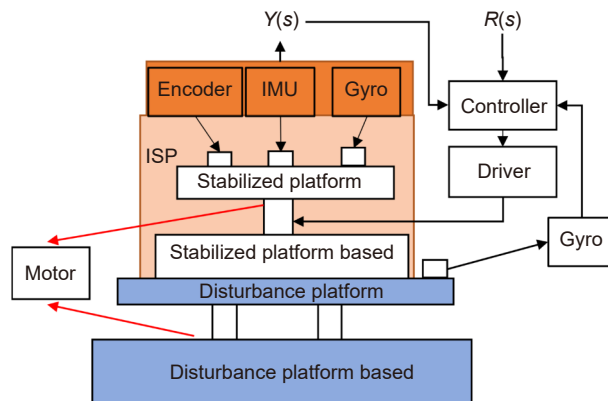 Y(s)
R(s)
Encoder
IMU
Gyro
Controller
ISP
Driver
Stabilized platform
Stabilized platform based
Gyro
Motor
Disturbance platform
Disturbance platform based